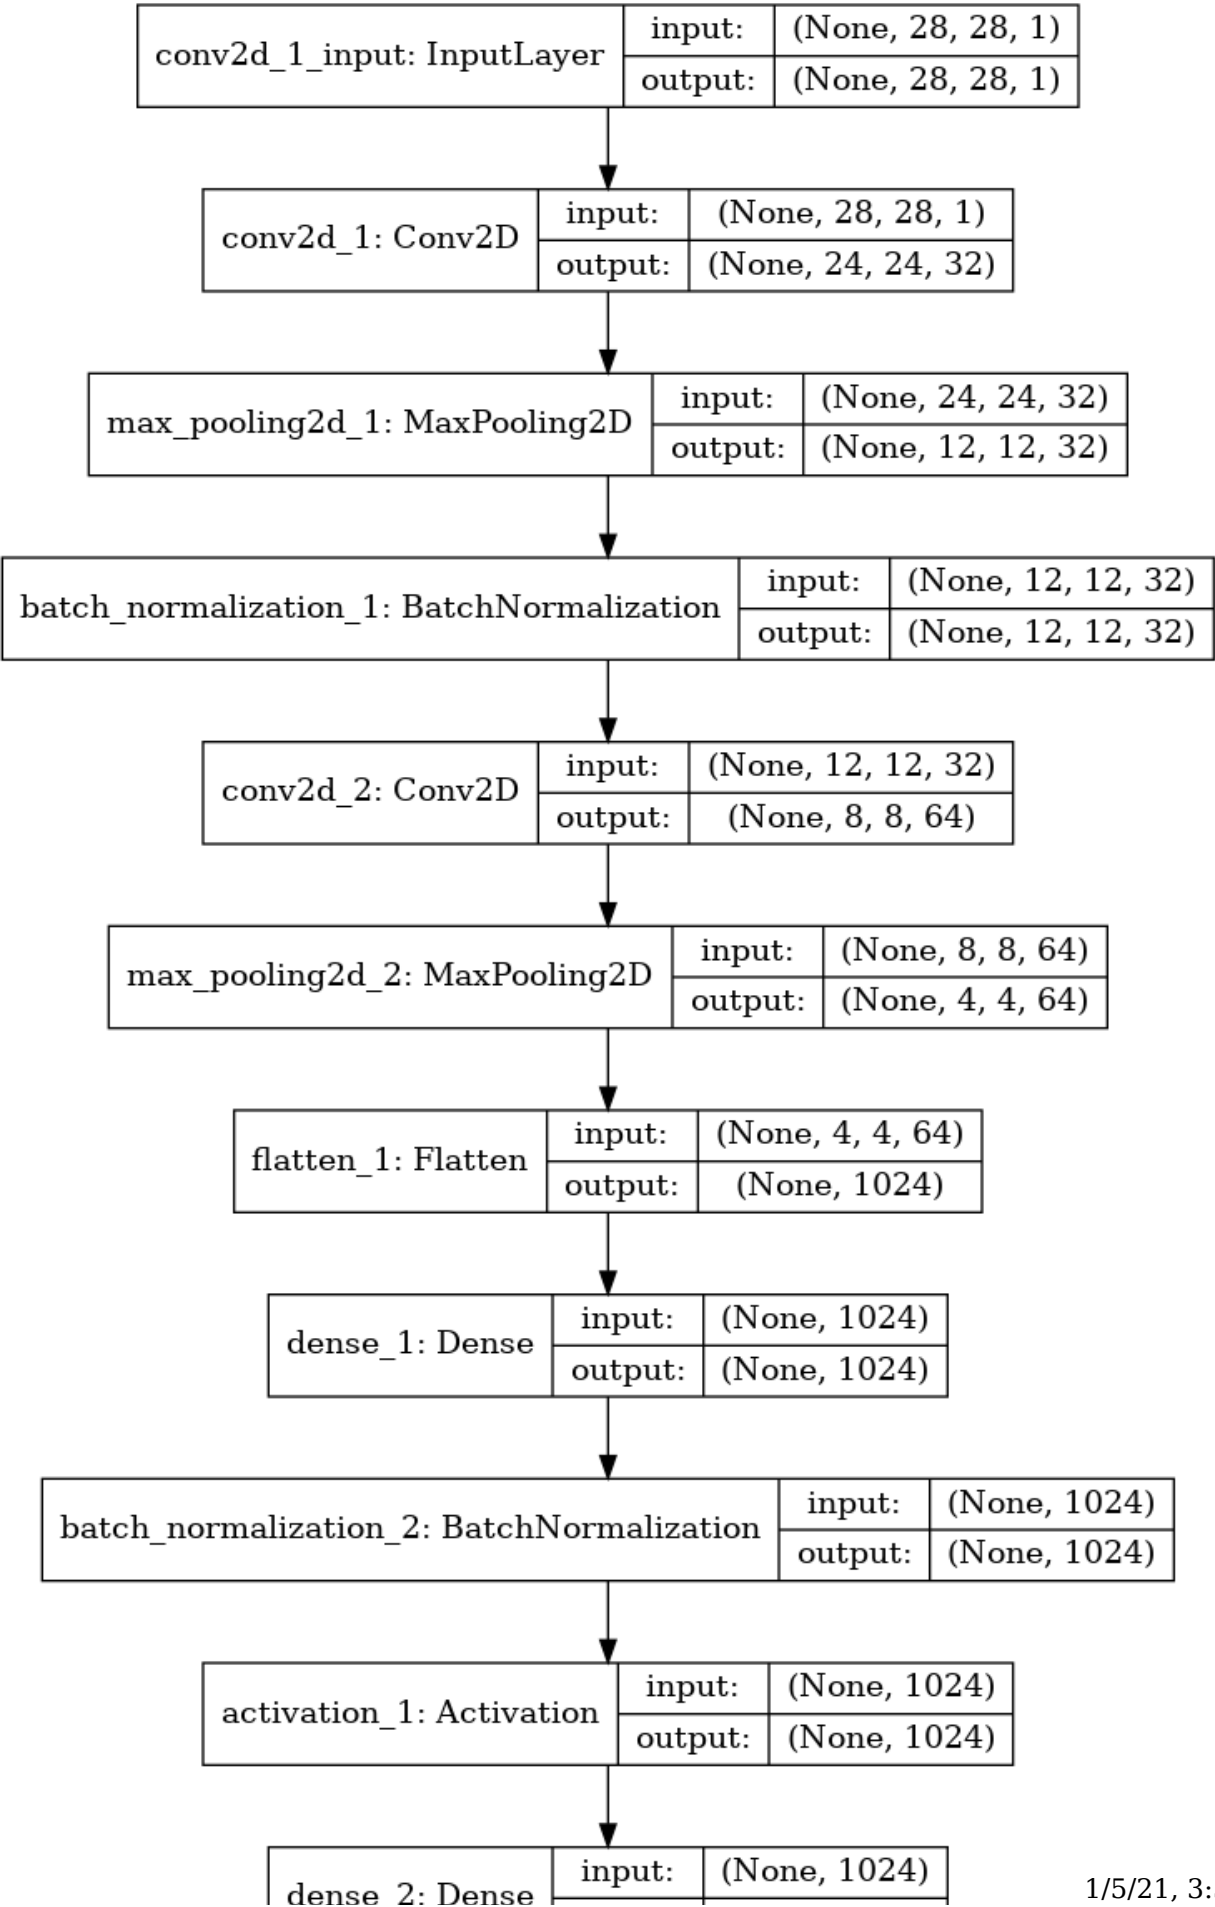 conv2d_1_input: InputLayer
input: (None, 28, 28, 1)
output: (None, 28, 28, 1)
conv2d_1: Conv2D
input: (None, 28, 28, 1)
output: (None, 24, 24, 32)
max_pooling2d_1: MaxPooling2D
input: (None, 24, 24, 32)
output: (None, 12, 12, 32)
batch_normalization_1: BatchNormalization
input: (None, 12, 12, 32)
output: (None, 12, 12, 32)
conv2d_2: Conv2D
input: (None, 12, 12, 32)
output: (None, 8, 8, 64)
max_pooling2d_2: MaxPooling2D
input: (None, 8, 8, 64)
output: (None, 4, 4, 64)
flatten_1: Flatten
input: (None, 4, 4, 64)
output: (None, 1024)
dense_1: Dense
input: (None, 1024)
output: (None, 1024)
batch_normalization_2: BatchNormalization
input: (None, 1024)
output: (None, 1024)
activation_1: Activation
input: (None, 1024)
output: (None, 1024)
dense_2: Dense
input: (None, 1024)
1/5/21, 3: